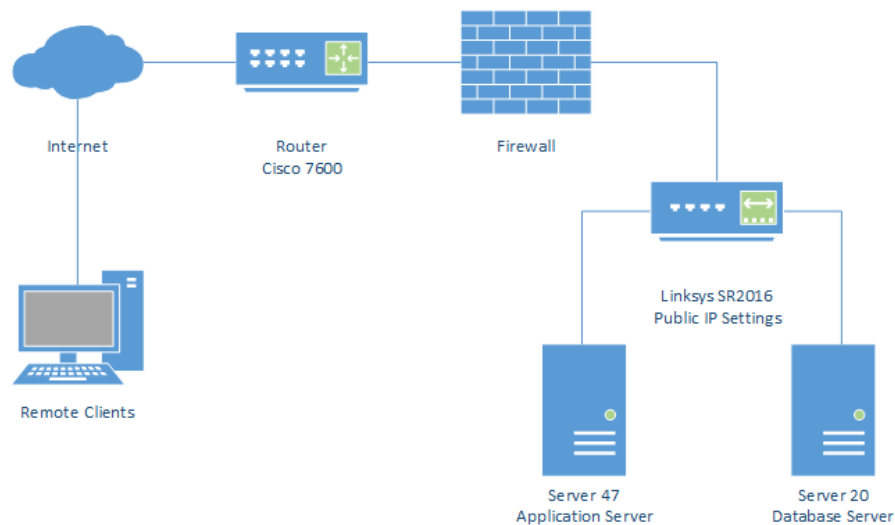 Internet
Router
Cisco 7600
Firewall
Linksys SR2016
Public IP Settings
Remote Clients
Server 47
Application Server
Server 20
Database Server